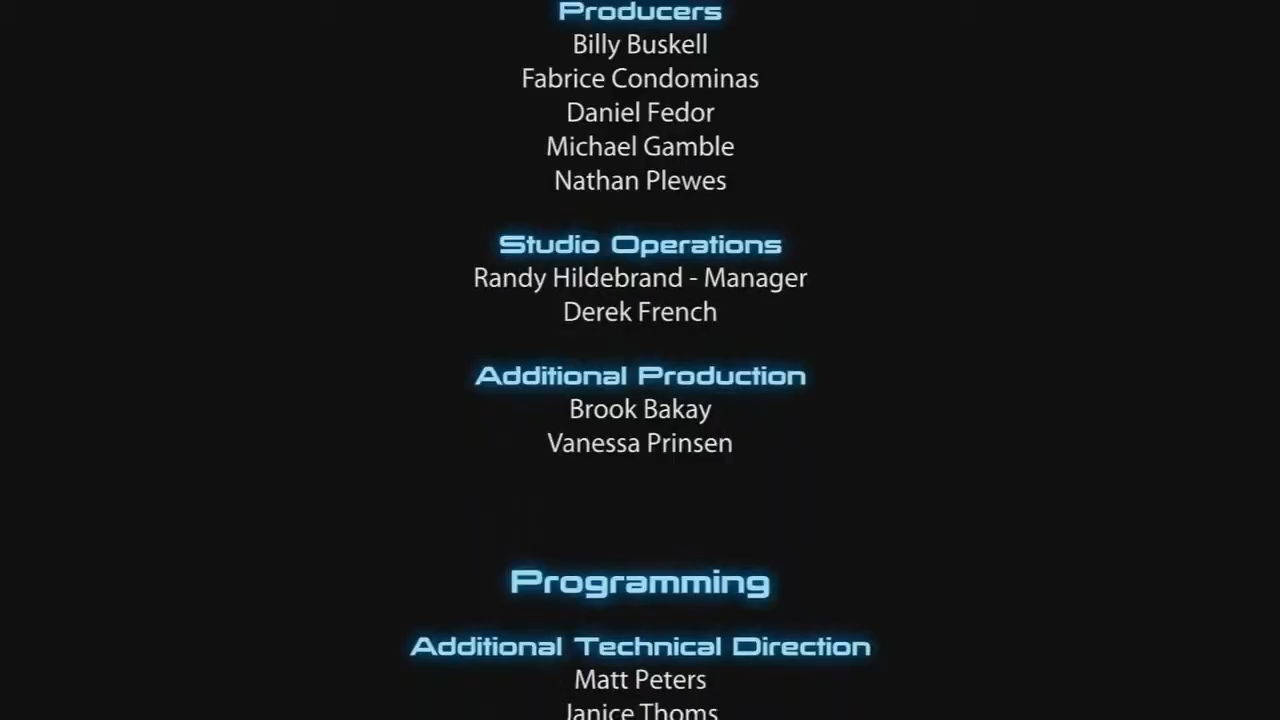 Producers
Billy Buskell
Fabrice Condominas
Daniel Fedor
Michael Gamble
Nathan Plewes
Studio Operations
Randy Hildebrand - Manager
Derek French
Additional Production
Brook Bakay
Vanessa Prinsen
Programming
Additional Technical Direction
Matt Peters
Janice Thoms